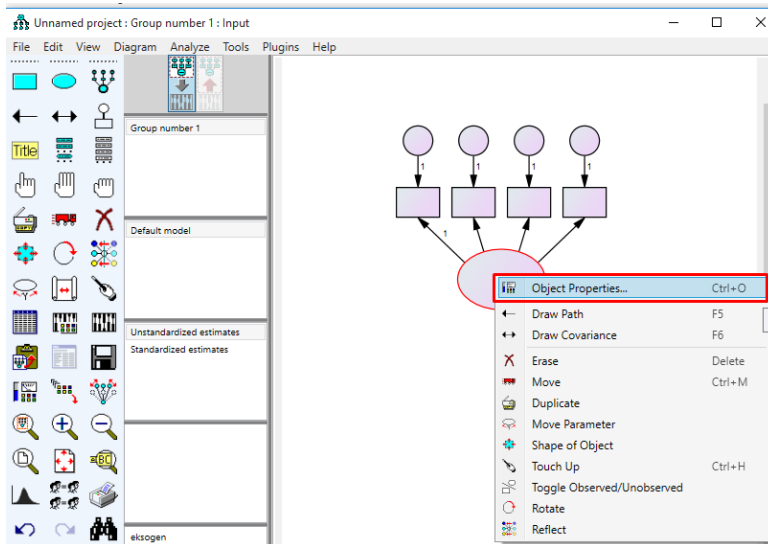 Unnamed project : Group number 1 : Input
File Edit View Diagram Analyze Tools Plugins Help
Title
Group number 1
Default model
Unstandardized estimates
Standardized estimates
eksogen
1 1 1 1
1
Object Properties... Ctrl+O
Draw Path F5
Draw Covariance F6
Erase Delete
Move Ctrl+M
Duplicate
Move Parameter
Shape of Object
Touch Up Ctrl+H
Toggle Observed/Unobserved
Rotate
Reflect